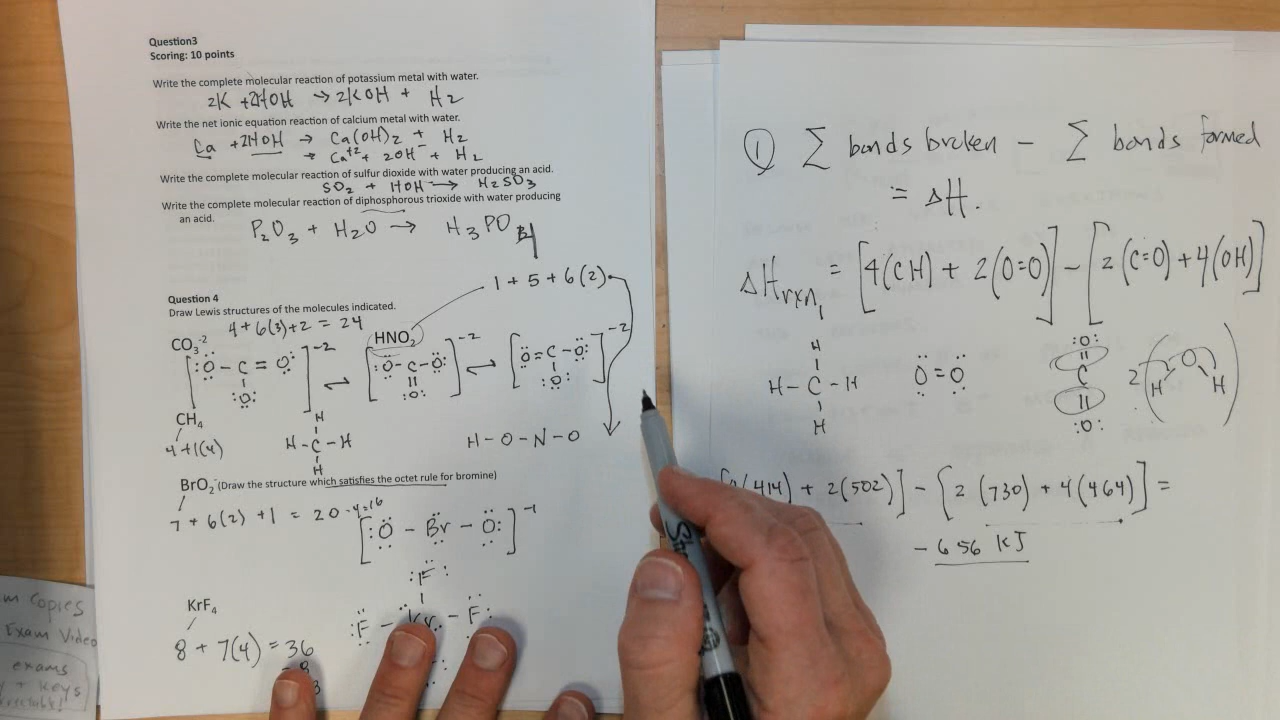 Question3
Scoring: 10 points
Write the complete molecular reaction of potassium metal with water.
2K + 2HOH → 2KOH + H2
Write the net ionic equation reaction of calcium metal with water.
Ca + 2HOH → Ca(OH)2 + H2
→ Ca+2 + 2OH- + H2
Write the complete molecular reaction of sulfur dioxide with water producing an acid.
SO2 + HOH → H2SO3
Write the complete molecular reaction of diphosphorous trioxide with water producing
an acid.
P2O3 + H2O → H3PO
1 + 5 + 6(2)
Question 4
Draw Lewis structures of the molecules indicated.
4 + 6(3) + 2 = 24
CO3-2
HNO2
[:O - C = O:]-2 ⇌ [:O - C - O:]-2 ⇌ [O = C - O:]-2
:O: :O: :O:
CH4
4 + 1(4)
H
H - C - H
H
H - O - N - O
BrO2- (Draw the structure which satisfies the octet rule for bromine)
7 + 6(2) + 1 = 20 - 4 = 16
[:O - Br - O:]-1
:F:
KrF4
:F - Kr - F:
8 + 7(4) = 36
- 8
① Σ bonds broken - Σ bonds formed
= ΔH.
ΔHrxn1 = [4(CH) + 2(O=O)] - [2(C=O) + 4(OH)]
H
H - C - H
H
O = O
:O:
C
:O:
2(H O H)
(414) + 2(502)] - [2(730) + 4(464)] =
- 656 KJ
Copies
Exam Video
exams
+ Keys